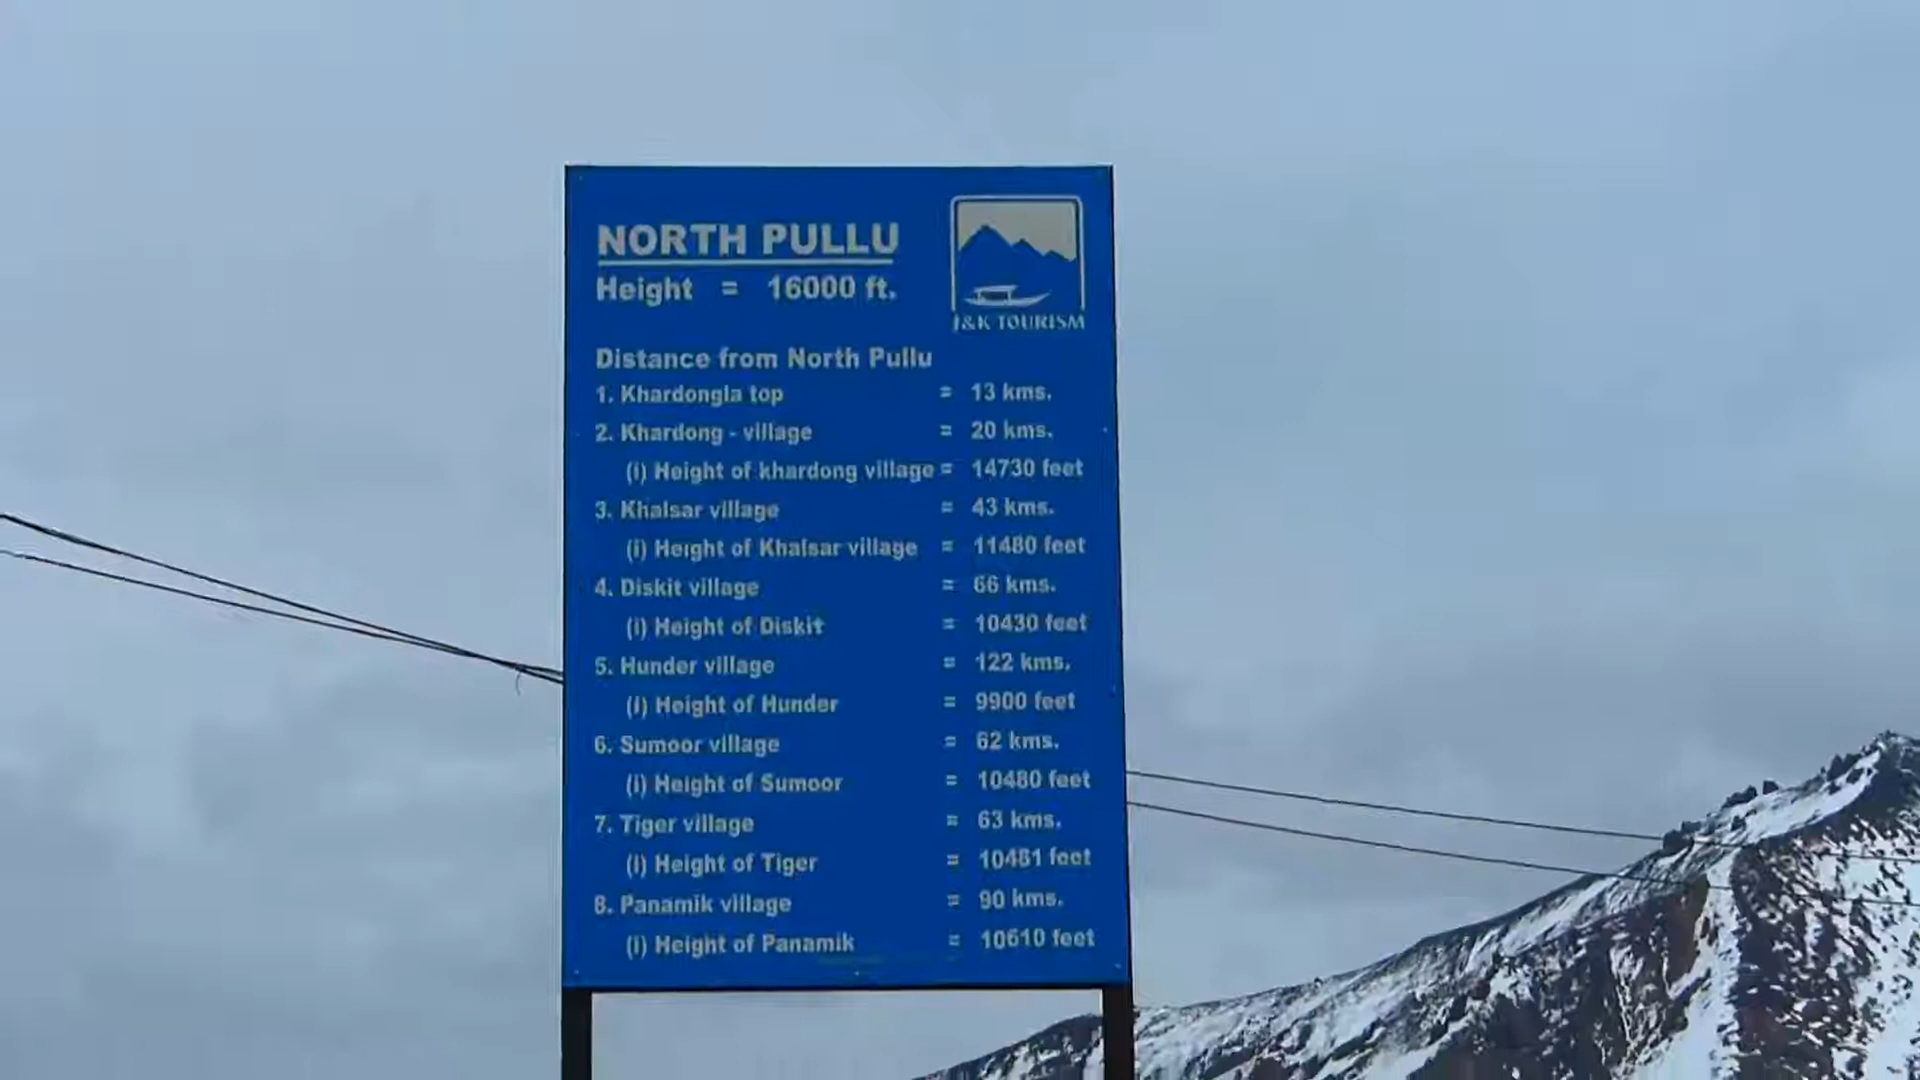 NORTH PULLU
Height = 16000 ft.
J&K TOURISM
Distance from North Pullu
1. Khardongla top = 13 kms.
2. Khardong - village = 20 kms.
(i) Height of khardong village = 14730 feet
3. Khalsar village = 43 kms.
(i) Height of Khalsar village = 11480 feet
4. Diskit village = 66 kms.
(i) Height of Diskit = 10430 feet
5. Hunder village = 122 kms.
(i) Height of Hunder = 9900 feet
6. Sumoor village = 62 kms.
(i) Height of Sumoor = 10480 feet
7. Tiger village = 63 kms.
(i) Height of Tiger = 10481 feet
8. Panamik village = 90 kms.
(i) Height of Panamik = 10610 feet